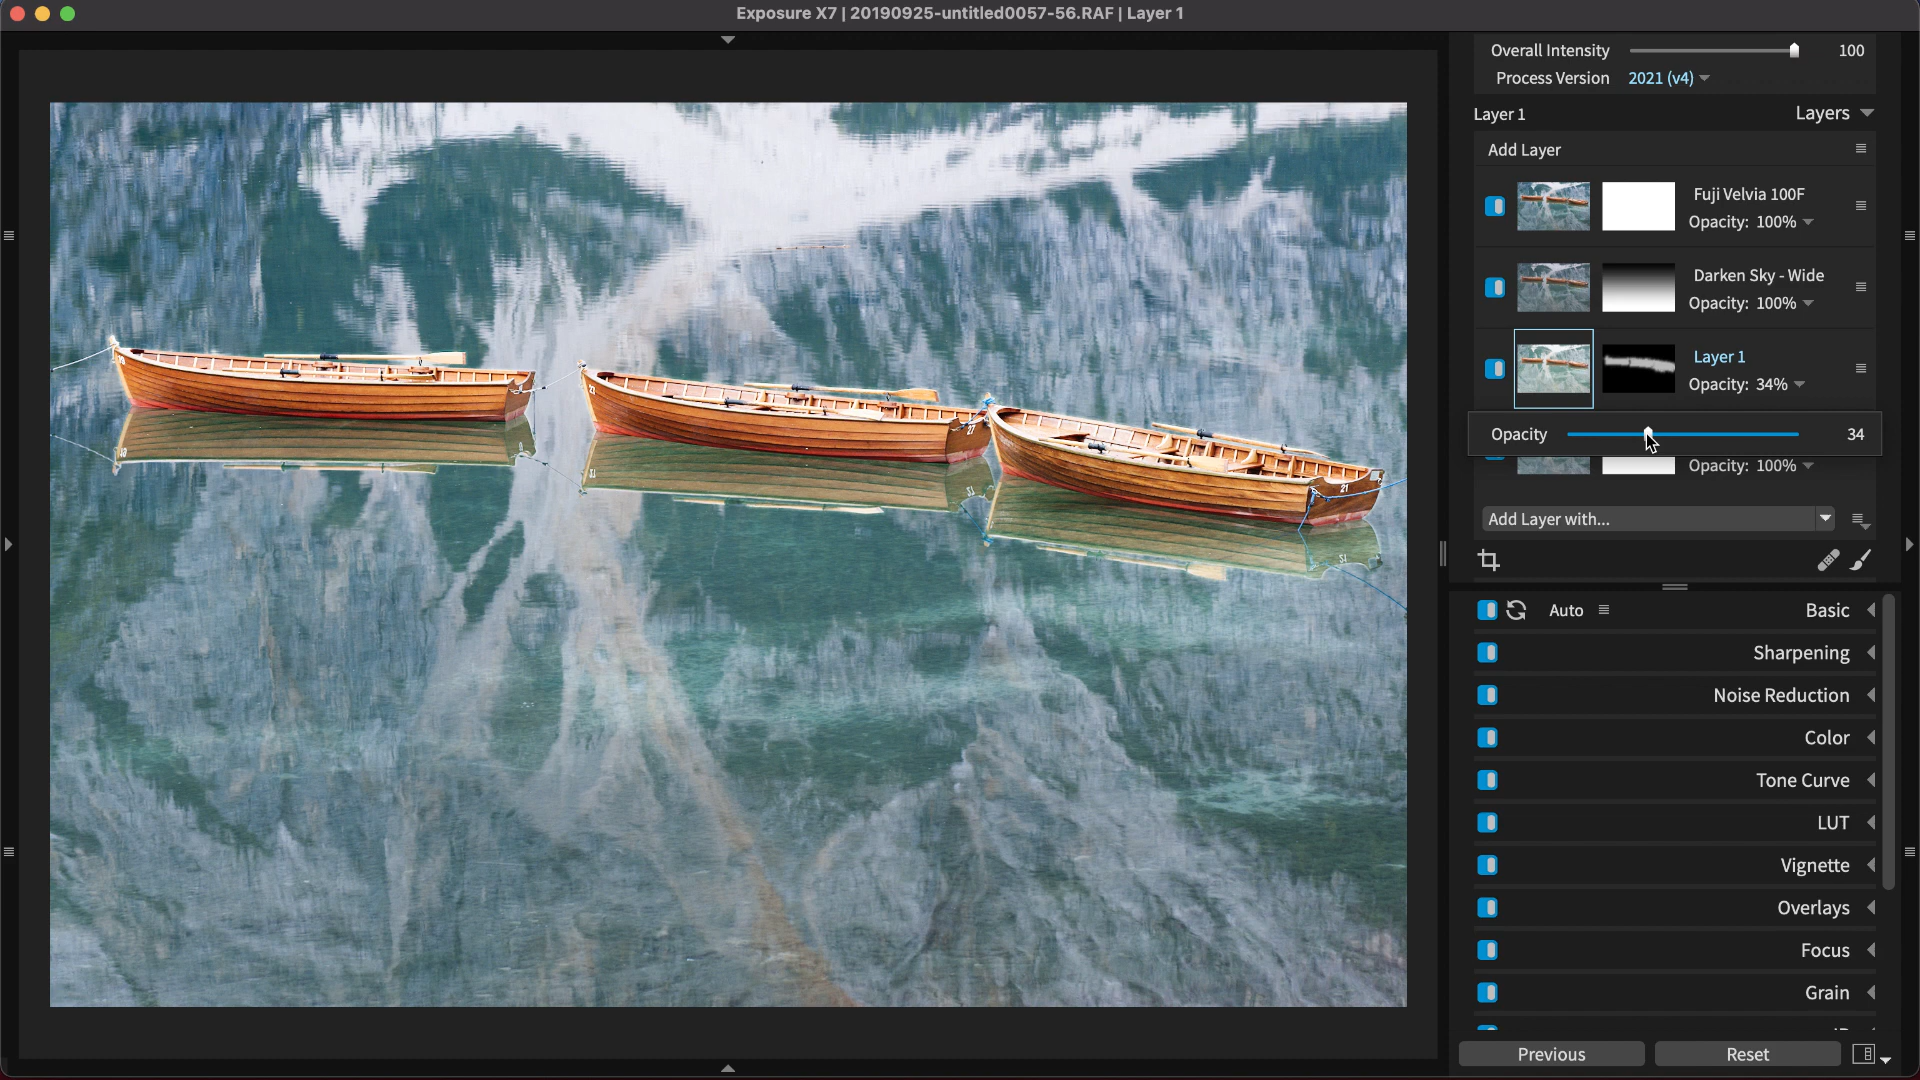 Exposure X7 | 20190925-untitled0057-56.RAF | Layer 1
Overall Intensity 100
Process Version 2021 (v4)
Layer 1 Layers
Add Layer
Fuji Velvia 100F
Opacity: 100%
Darken Sky - Wide
Opacity: 100%
Layer 1
Opacity: 34%
Opacity 34
Opacity: 100%
Add Layer with...
Auto Basic
Sharpening
Noise Reduction
Color
Tone Curve
LUT
Vignette
Overlays
Focus
Grain
Previous Reset
27
21